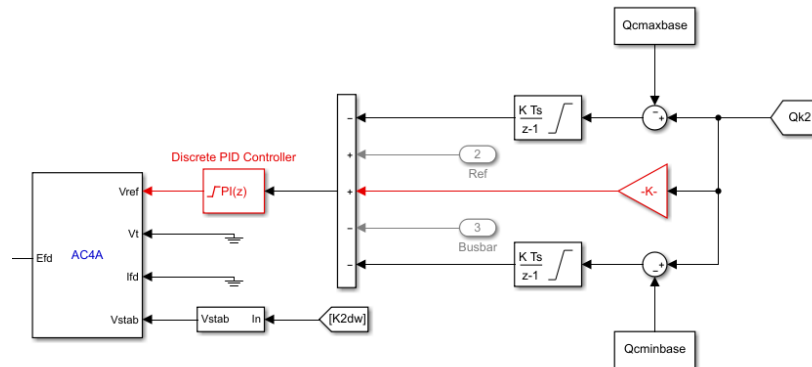 Qcmaxbase
K Ts
z-1
−
+
Qk2
−
Discrete PID Controller
+
2
Ref
Vref
PI(z)
+
-K-
Vt
AC4A
−
3
Busbar
Efd
Ifd
−
K Ts
z-1
+
−
Vstab
Vstab
In
[K2dw]
Qcminbase